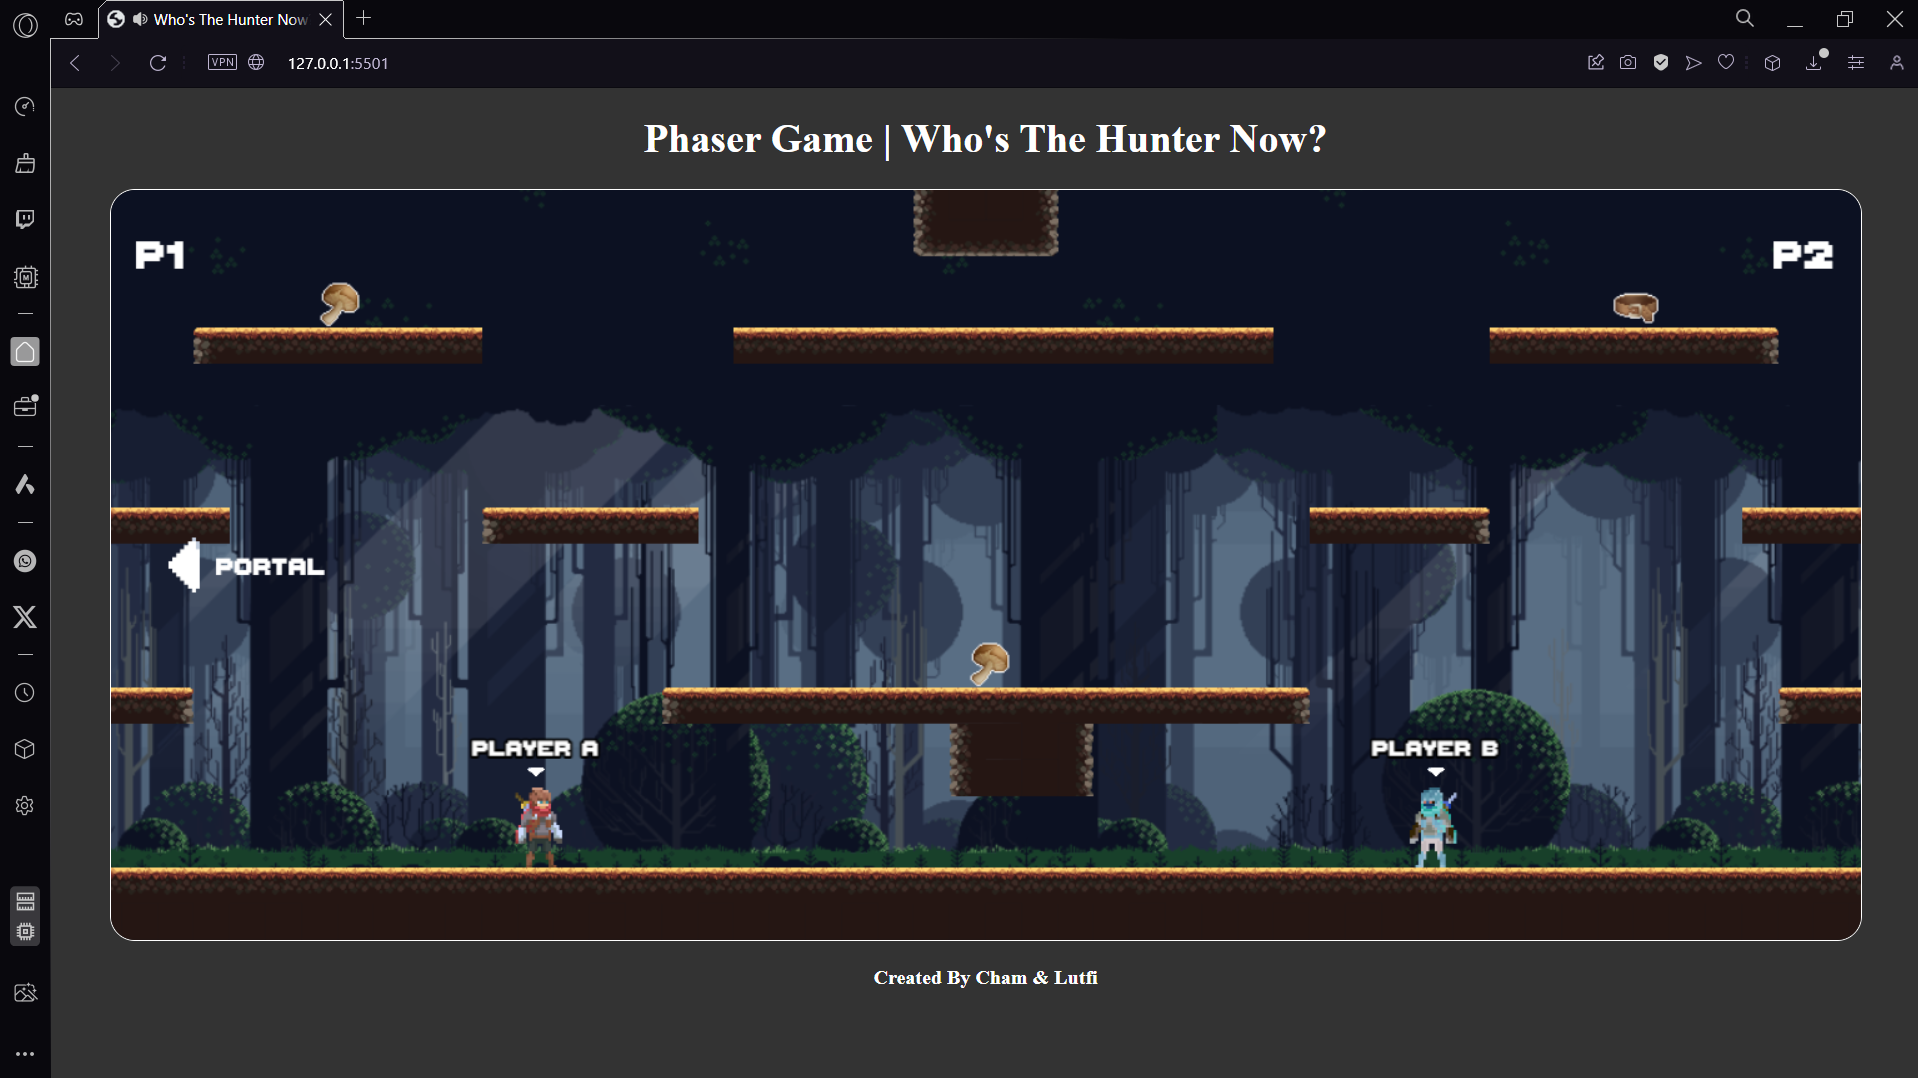 Who's The Hunter Now
VPN
127.0.0.1:5501
Phaser Game | Who's The Hunter Now?
P1
P2
PORTAL
PLAYER A
PLAYER B
Created By Cham & Lutfi